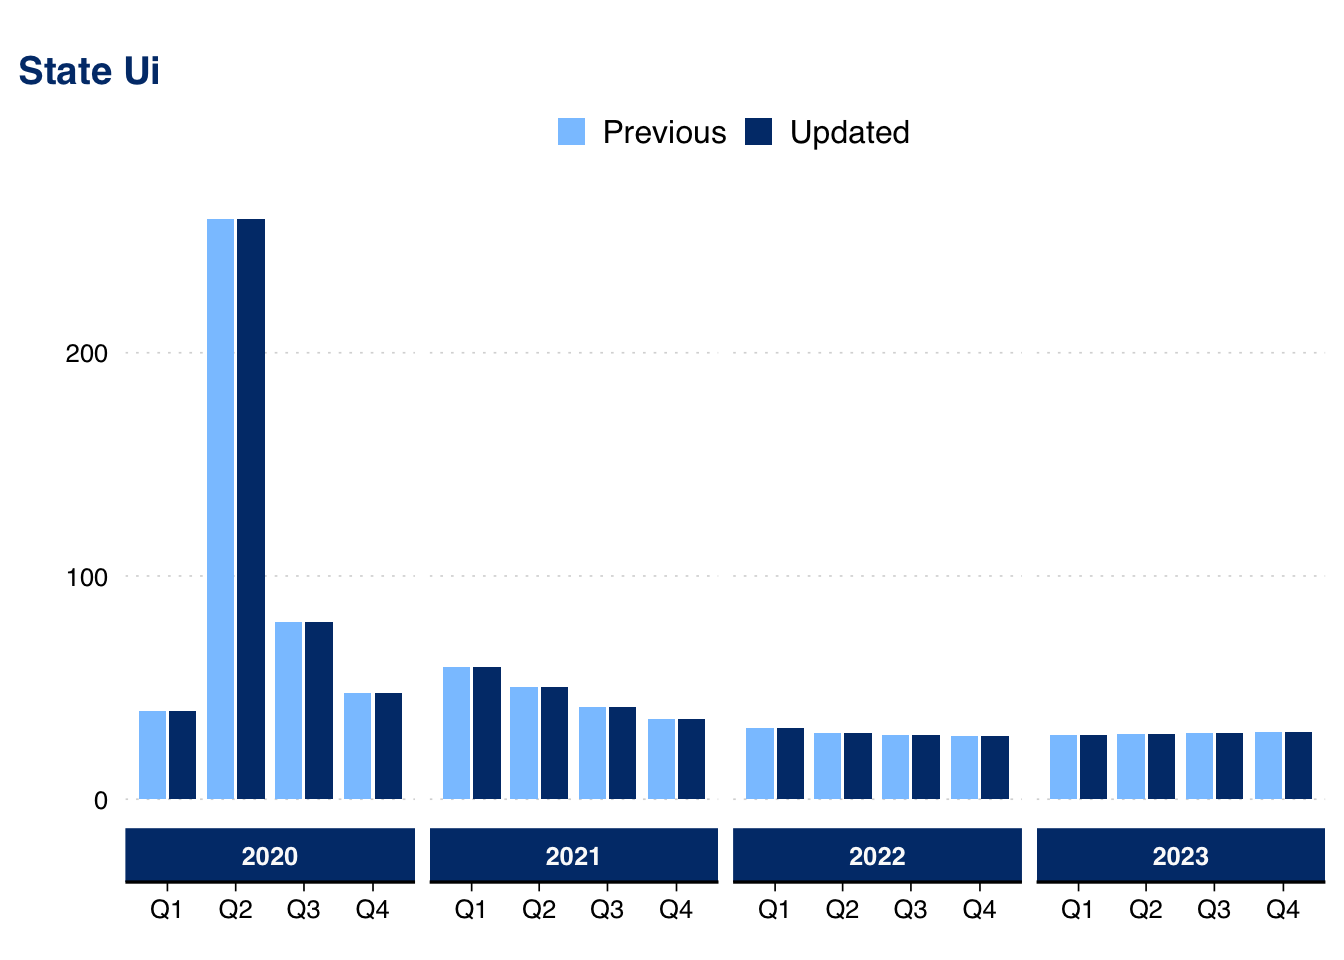 State Ui
Previous Updated
200
100
0
2020 2021 2022 2023
Q1 Q2 Q3 Q4 Q1 Q2 Q3 Q4 Q1 Q2 Q3 Q4 Q1 Q2 Q3 Q4